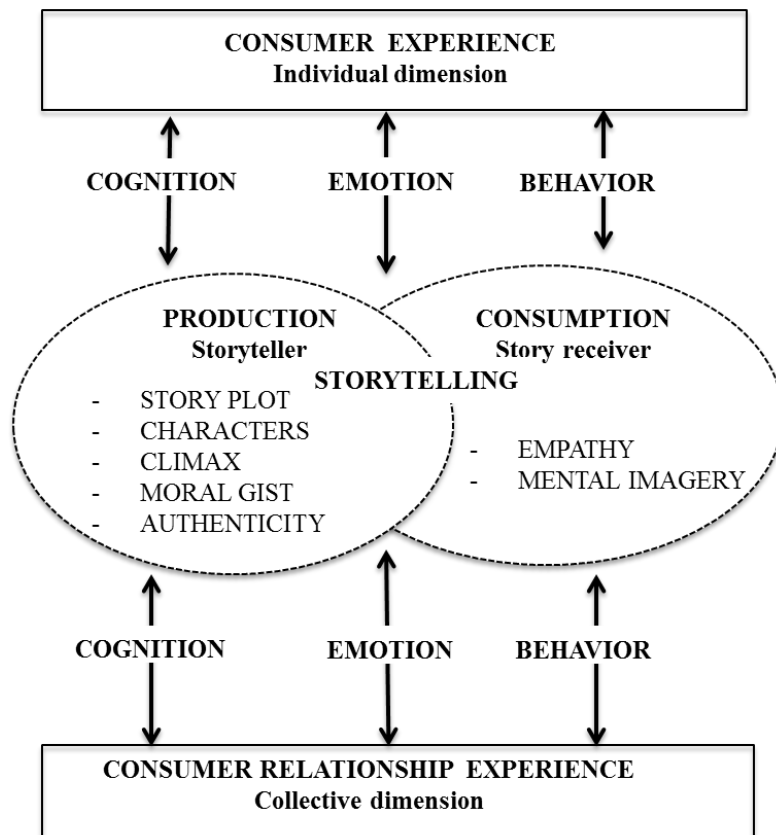 CONSUMER EXPERIENCE
Individual dimension
COGNITION EMOTION BEHAVIOR
PRODUCTION
Storyteller
CONSUMPTION
Story receiver
STORYTELLING
- STORY PLOT
- CHARACTERS
- CLIMAX
- MORAL GIST
- AUTHENTICITY
- EMPATHY
- MENTAL IMAGERY
COGNITION EMOTION BEHAVIOR
CONSUMER RELATIONSHIP EXPERIENCE
Collective dimension